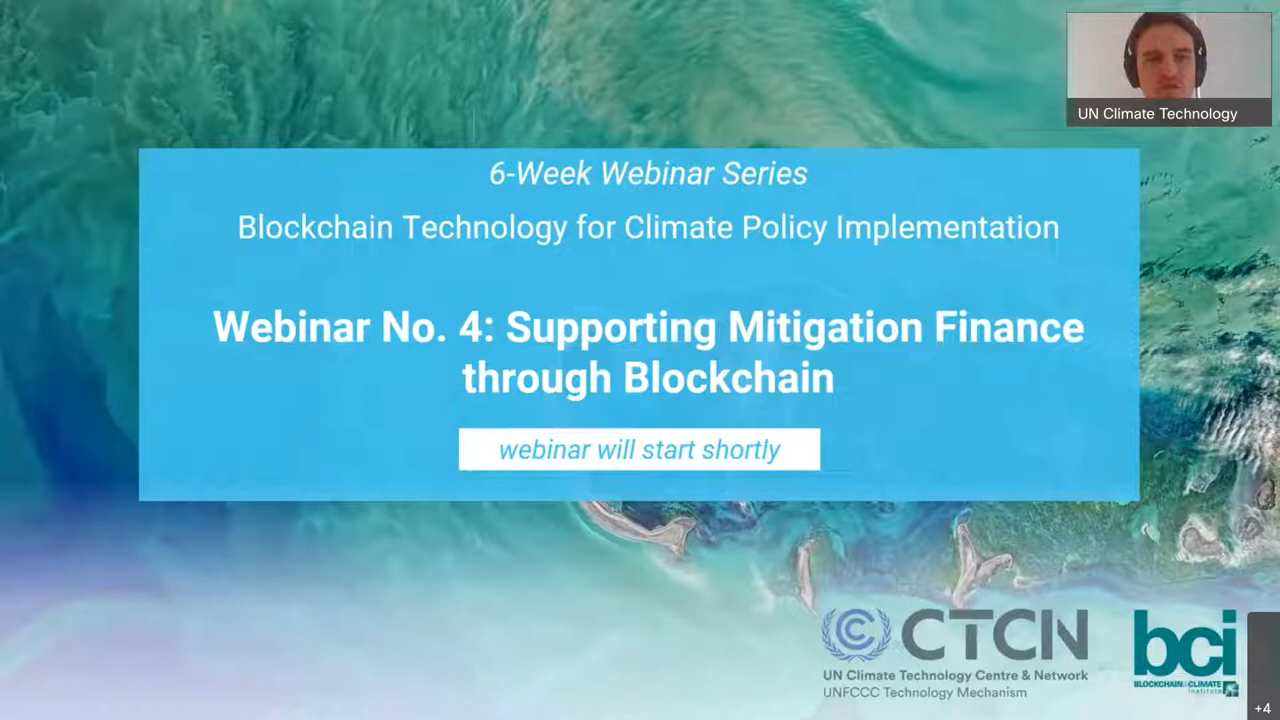 UN Climate Technology
6-Week Webinar Series
Blockchain Technology for Climate Policy Implementation
Webinar No. 4: Supporting Mitigation Finance
through Blockchain
webinar will start shortly
CTCN
UN Climate Technology Centre & Network
UNFCCC Technology Mechanism
bci
BLOCKCHAIN & CLIMATE
Institute
+4